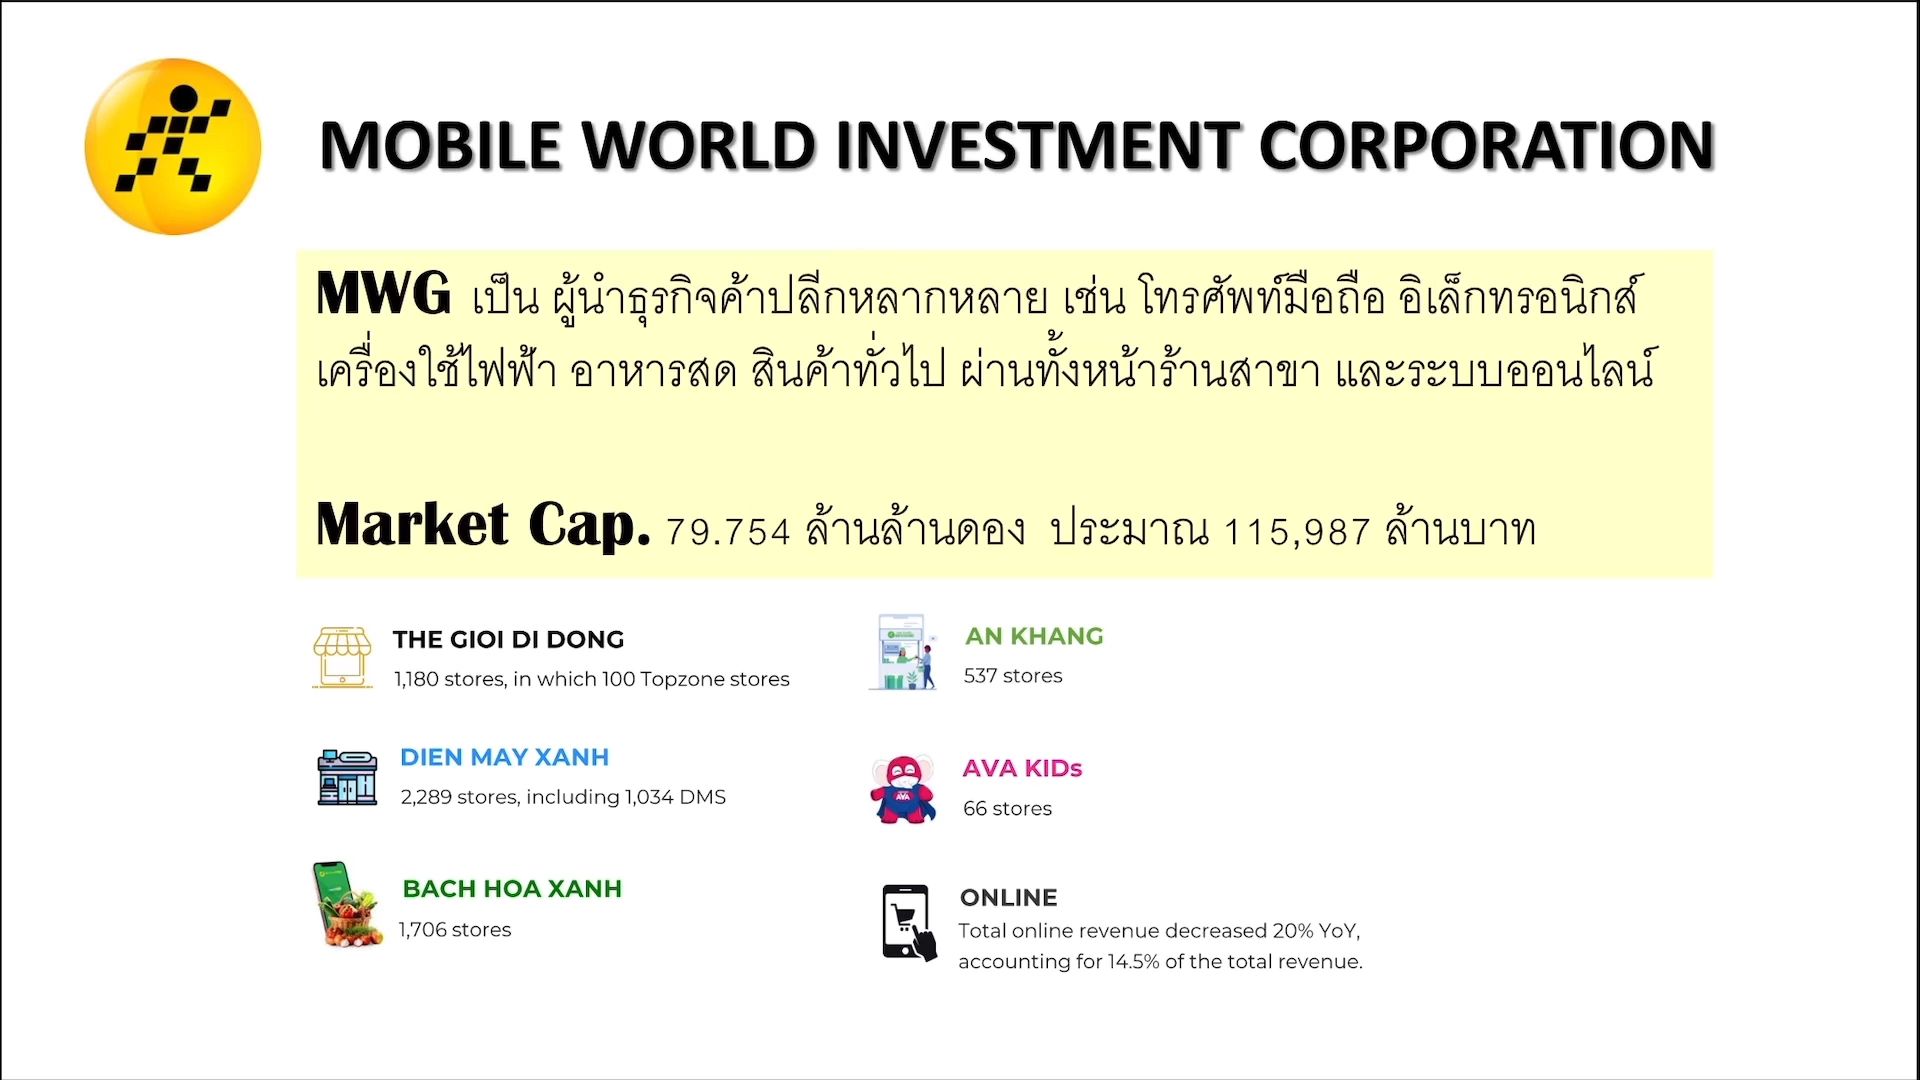 MOBILE WORLD INVESTMENT CORPORATION
MWG เป็น ผู้นำธุรกิจค้าปลีกหลากหลาย เช่น โทรศัพท์มือถือ อิเล็กทรอนิกส์
เครื่องใช้ไฟฟ้า อาหารสด สินค้าทั่วไป ผ่านทั้งหน้าร้านสาขา และระบบออนไลน์
Market Cap. 79.754 ล้านล้านดอง ประมาณ 115,987 ล้านบาท
THE GIOI DI DONG
1,180 stores, in which 100 Topzone stores
DIEN MAY XANH
2,289 stores, including 1,034 DMS
BACH HOA XANH
1,706 stores
AN KHANG
537 stores
AVA
AVA KIDs
66 stores
ONLINE
Total online revenue decreased 20% YoY,
accounting for 14.5% of the total revenue.